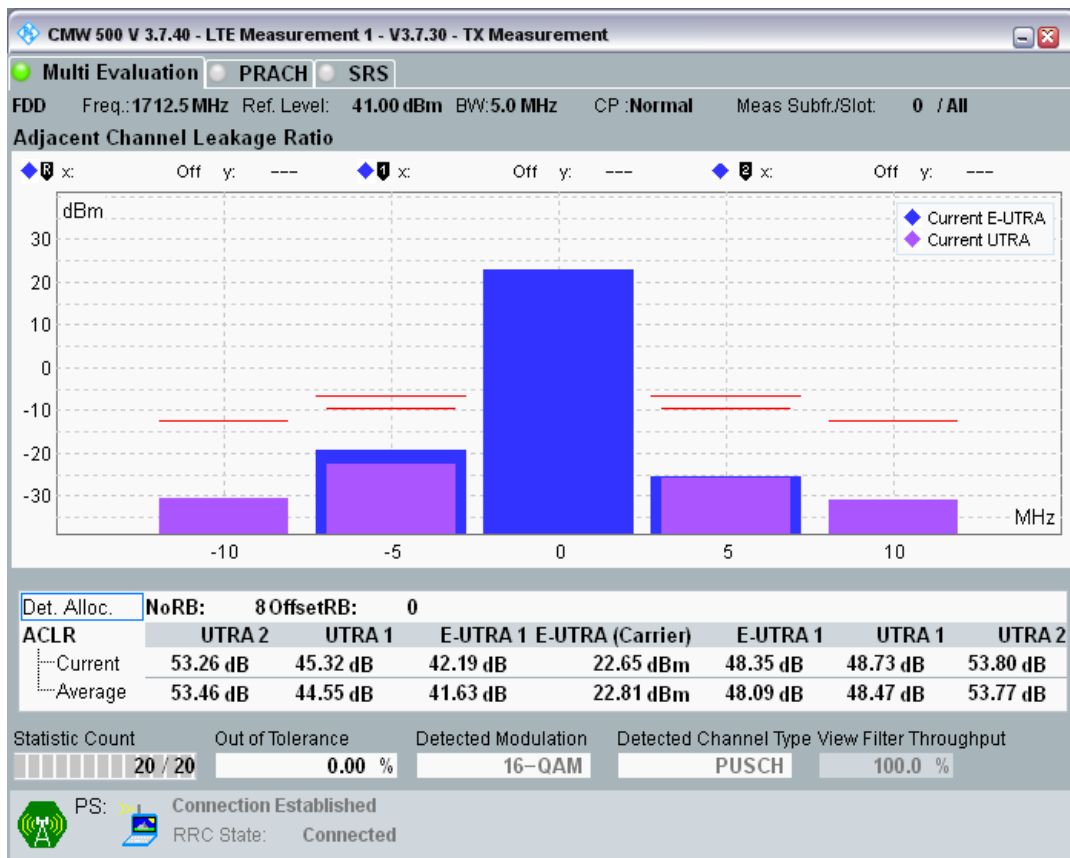 CMW 500 V 3.7.40 - LTE Measurement 1 - V3.7.30 - TX Measurement
Multi Evaluation PRACH SRS
FDD Freq.: 1712.5 MHz Ref. Level: 41.00 dBm BW: 5.0 MHz CP : Normal Meas Subfr./Slot: 0 / All
Adjacent Channel Leakage Ratio
R x: Off y: --- 1 x: Off y: --- 2 x: Off y: ---
dBm
Current E-UTRA
Current UTRA
30
20
10
0
-10
-20
-30
MHz
-10 -5 0 5 10
Det. Alloc. NoRB: 8 OffsetRB: 0
ACLR UTRA 2 UTRA 1 E-UTRA 1 E-UTRA (Carrier) E-UTRA 1 UTRA 1 UTRA 2
Current 53.26 dB 45.32 dB 42.19 dB 22.65 dBm 48.35 dB 48.73 dB 53.80 dB
Average 53.46 dB 44.55 dB 41.63 dB 22.81 dBm 48.09 dB 48.47 dB 53.77 dB
Statistic Count Out of Tolerance Detected Modulation Detected Channel Type View Filter Throughput
20 / 20 0.00 % 16-QAM PUSCH 100.0 %
PS: Connection Established
RRC State: Connected